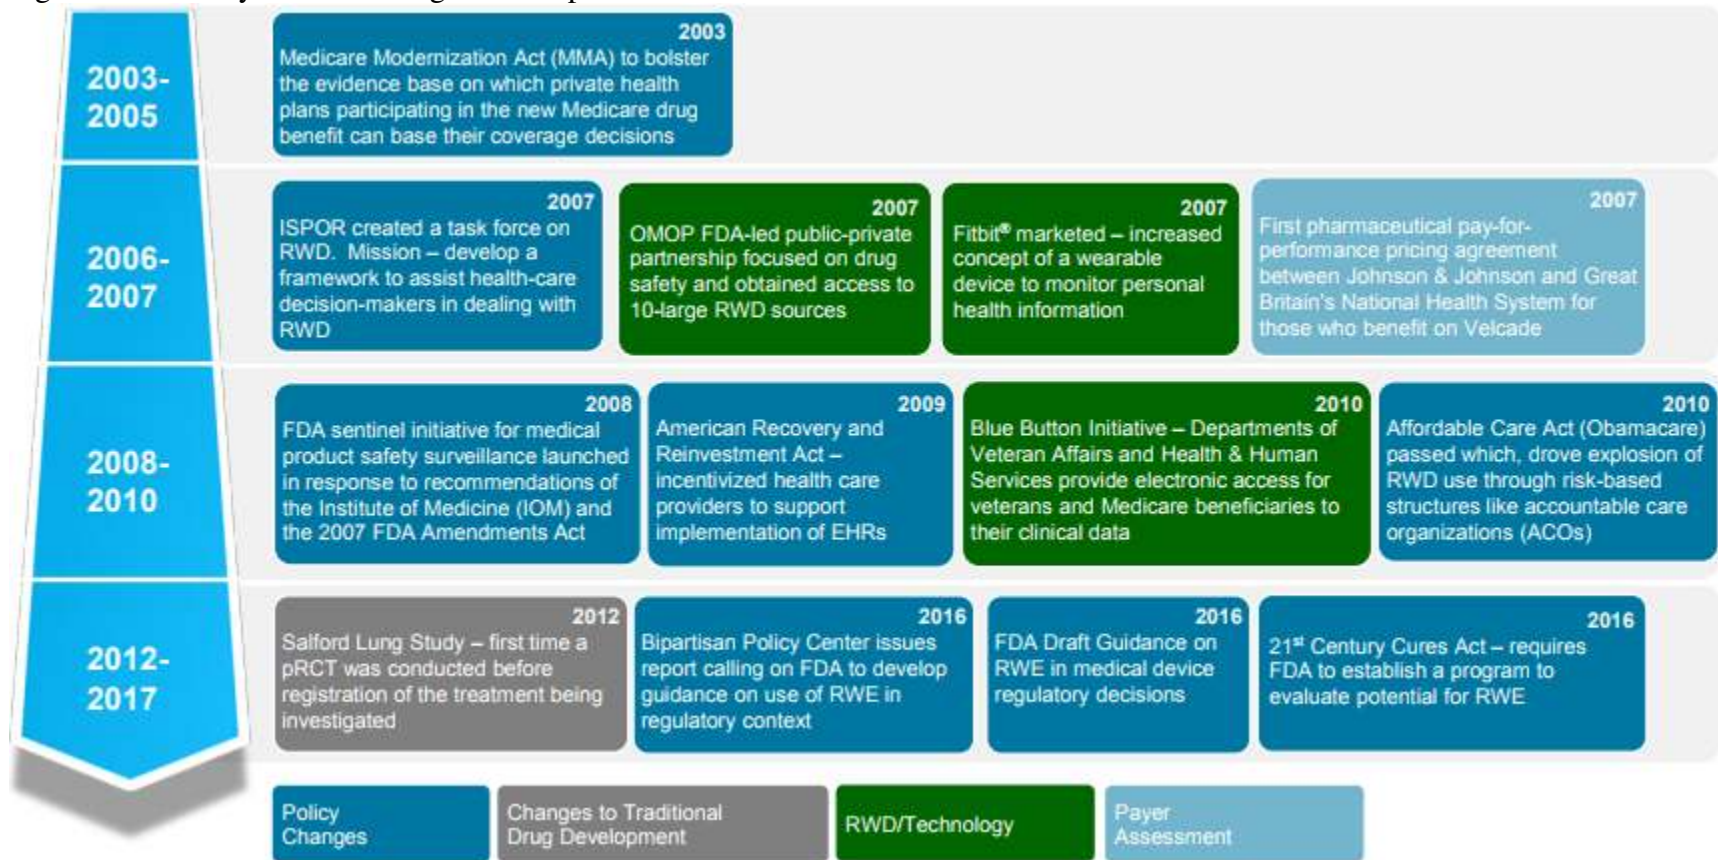 2003-
2005
2003
Medicare Modernization Act (MMA) to bolster
the evidence base on which private health
plans participating in the new Medicare drug
benefit can base their coverage decisions
2006-
2007
2007
ISPOR created a task force on
RWD. Mission – develop a
framework to assist health-care
decision-makers in dealing with
RWD
2007
OMOP FDA-led public-private
partnership focused on drug
safety and obtained access to
10-large RWD sources
2007
Fitbit® marketed – increased
concept of a wearable
device to monitor personal
health information
2007
First pharmaceutical pay-for-
performance pricing agreement
between Johnson & Johnson and Great
Britain's National Health System for
those who benefit on Velcade
2008-
2010
2008
FDA sentinel initiative for medical
product safety surveillance launched
in response to recommendations of
the Institute of Medicine (IOM) and
the 2007 FDA Amendments Act
2009
American Recovery and
Reinvestment Act –
incentivized health care
providers to support
implementation of EHRs
2010
Blue Button Initiative – Departments of
Veteran Affairs and Health & Human
Services provide electronic access for
veterans and Medicare beneficiaries to
their clinical data
2010
Affordable Care Act (Obamacare)
passed which, drove explosion of
RWD use through risk-based
structures like accountable care
organizations (ACOs)
2012-
2017
2012
Salford Lung Study – first time a
pRCT was conducted before
registration of the treatment being
investigated
2016
Bipartisan Policy Center issues
report calling on FDA to develop
guidance on use of RWE in
regulatory context
2016
FDA Draft Guidance on
RWE in medical device
regulatory decisions
2016
21st Century Cures Act – requires
FDA to establish a program to
evaluate potential for RWE
Policy
Changes
Changes to Traditional
Drug Development
RWD/Technology
Payer
Assessment